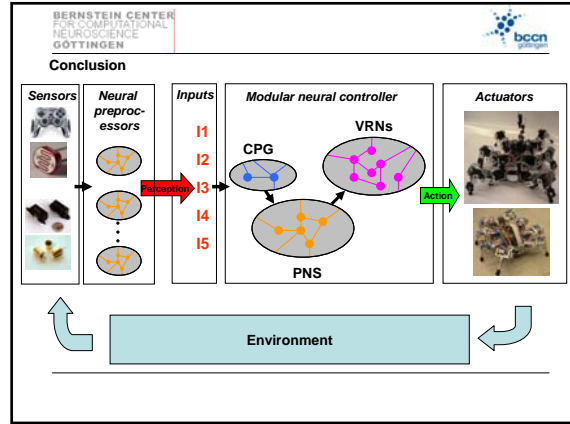 BERNSTEIN CENTER
FOR COMPUTATIONAL
NEUROSCIENCE
GÖTTINGEN
bccn
göttingen
Conclusion
Sensors
Neural
preproc-
essors
Inputs
Modular neural controller
Actuators
I1
I2
I3
I4
I5
Perception
CPG
VRNs
PNS
Action
Environment